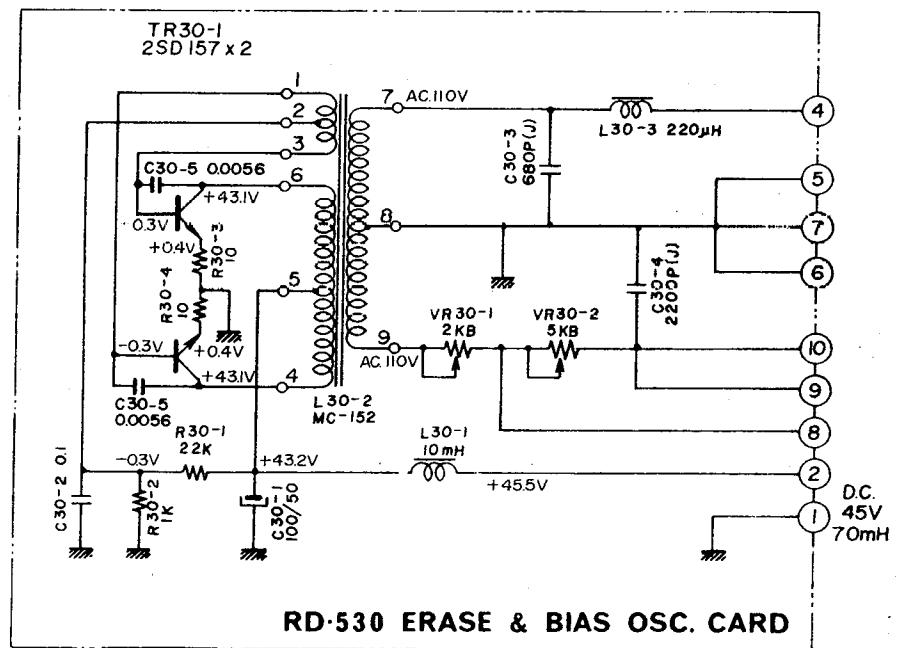 TR30-1
2SD157 x 2
1
2
3
C30-5 0.0056
6
+43.1V
-0.3V
+0.4V
R30-3
10
R30-4
10
5
-0.3V
+0.4V
+43.1V
4
C30-5
0.0056
L30-2
MC-152
7 AC.110V
C30-3
680P(J)
L30-3 220μH
4
5
8
7
6
C30-4
2200P(J)
VR30-1
2KB
VR30-2
5KB
9
AC.110V
10
9
8
R30-1
22K
-0.3V
+43.2V
L30-1
10mH
+45.5V
2
C30-2 0.1
R30-2
1K
C30-1
100/50
1
D.C.
45V
70mH
RD·530 ERASE & BIAS OSC. CARD